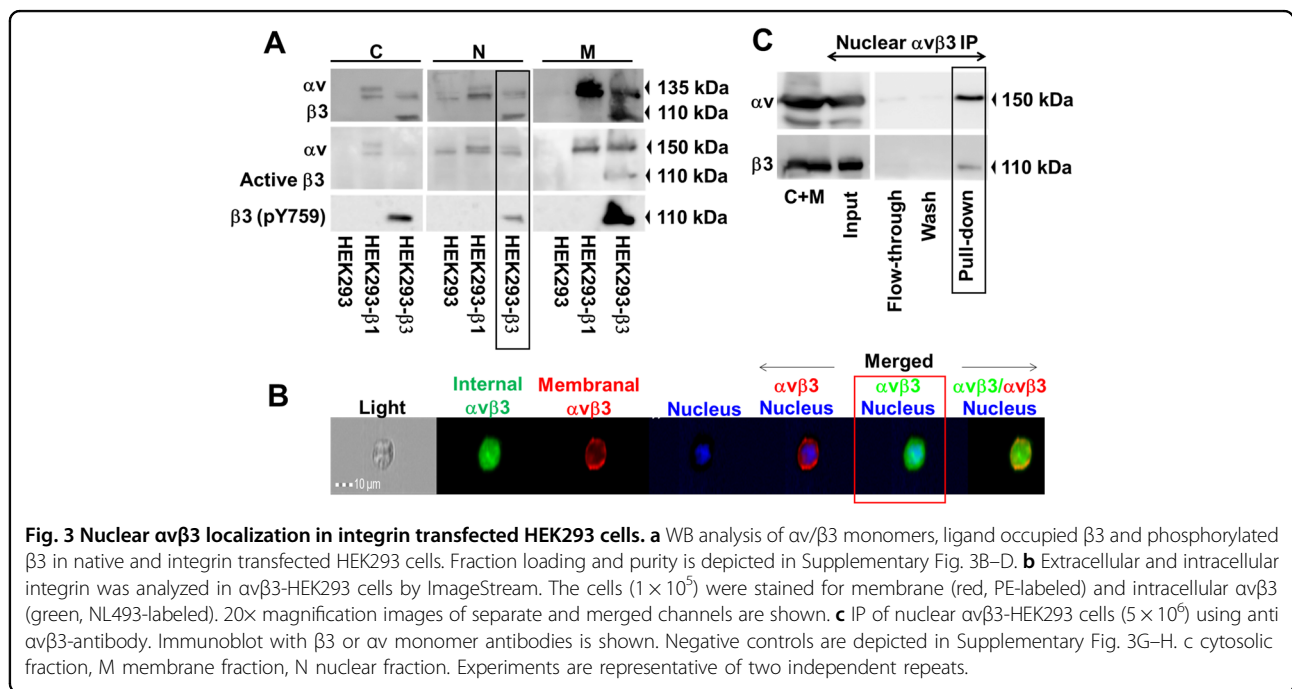 A
C
N
M
αv
β3
135 kDa
110 kDa
αv
Active β3
150 kDa
110 kDa
β3 (pY759)
110 kDa
HEK293
HEK293-β1
HEK293-β3
HEK293
HEK293-β1
HEK293-β3
HEK293
HEK293-β1
HEK293-β3
C
Nuclear αvβ3 IP
αv
150 kDa
β3
110 kDa
C+M
Input
Flow-through
Wash
Pull-down
B
Light
Internal
αvβ3
Membranal
αvβ3
Nucleus
Merged
αvβ3
Nucleus
αvβ3
Nucleus
αvβ3/αvβ3
Nucleus
10 µm
Fig. 3 Nuclear αvβ3 localization in integrin transfected HEK293 cells. a WB analysis of αv/β3 monomers, ligand occupied β3 and phosphorylated
β3 in native and integrin transfected HEK293 cells. Fraction loading and purity is depicted in Supplementary Fig. 3B–D. b Extracellular and intracellular
integrin was analyzed in αvβ3-HEK293 cells by ImageStream. The cells (1 × 10⁵) were stained for membrane (red, PE-labeled) and intracellular αvβ3
(green, NL493-labeled). 20× magnification images of separate and merged channels are shown. c IP of nuclear αvβ3-HEK293 cells (5 × 10⁶) using anti
αvβ3-antibody. Immunoblot with β3 or αv monomer antibodies is shown. Negative controls are depicted in Supplementary Fig. 3G–H. c cytosolic
fraction, M membrane fraction, N nuclear fraction. Experiments are representative of two independent repeats.